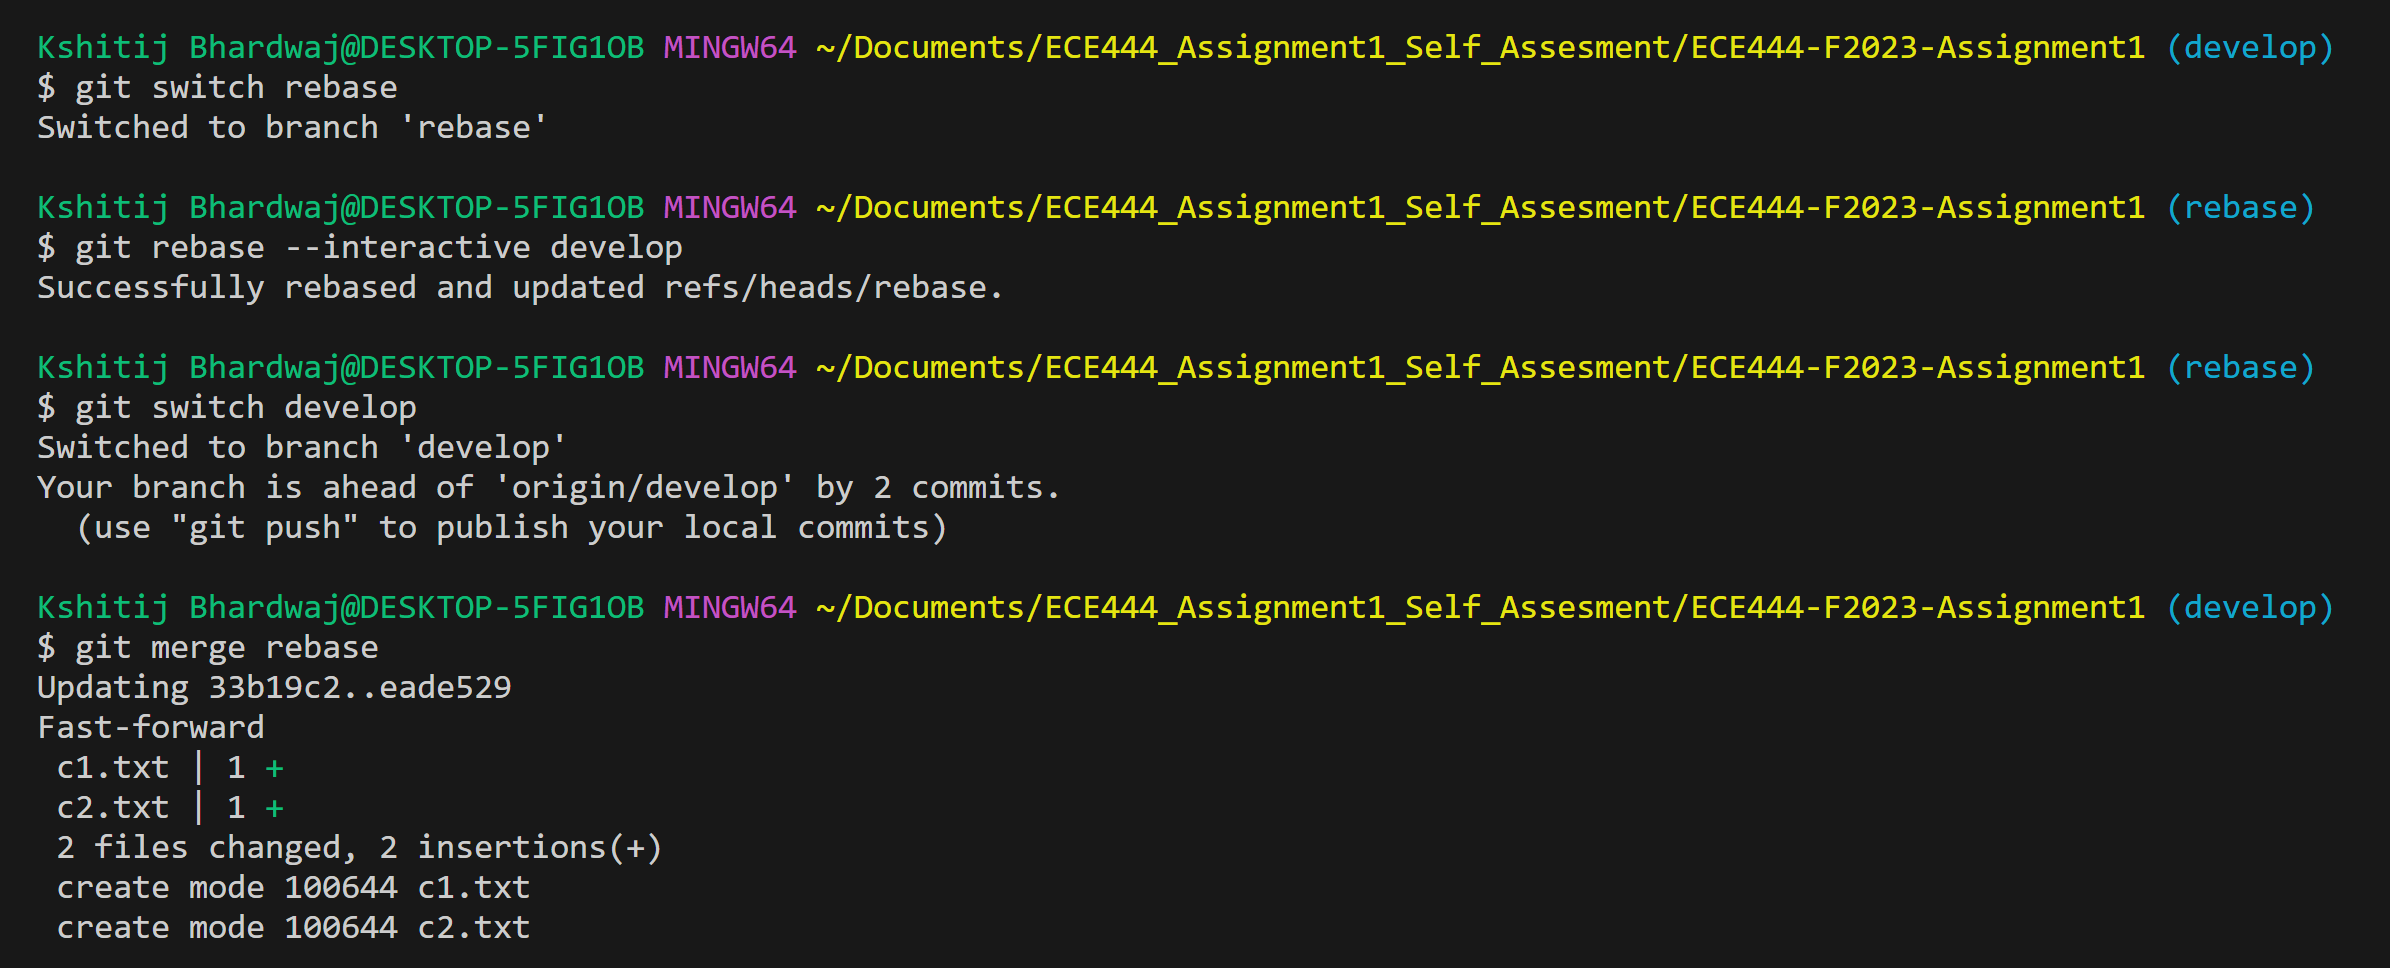 Kshitij Bhardwaj@DESKTOP-5FIG1OB MINGW64 ~/Documents/ECE444_Assignment1_Self_Assesment/ECE444-F2023-Assignment1 (develop)
$ git switch rebase
Switched to branch 'rebase'
Kshitij Bhardwaj@DESKTOP-5FIG1OB MINGW64 ~/Documents/ECE444_Assignment1_Self_Assesment/ECE444-F2023-Assignment1 (rebase)
$ git rebase --interactive develop
Successfully rebased and updated refs/heads/rebase.
Kshitij Bhardwaj@DESKTOP-5FIG1OB MINGW64 ~/Documents/ECE444_Assignment1_Self_Assesment/ECE444-F2023-Assignment1 (rebase)
$ git switch develop
Switched to branch 'develop'
Your branch is ahead of 'origin/develop' by 2 commits.
  (use "git push" to publish your local commits)
Kshitij Bhardwaj@DESKTOP-5FIG1OB MINGW64 ~/Documents/ECE444_Assignment1_Self_Assesment/ECE444-F2023-Assignment1 (develop)
$ git merge rebase
Updating 33b19c2..eade529
Fast-forward
 c1.txt | 1 +
 c2.txt | 1 +
 2 files changed, 2 insertions(+)
 create mode 100644 c1.txt
 create mode 100644 c2.txt